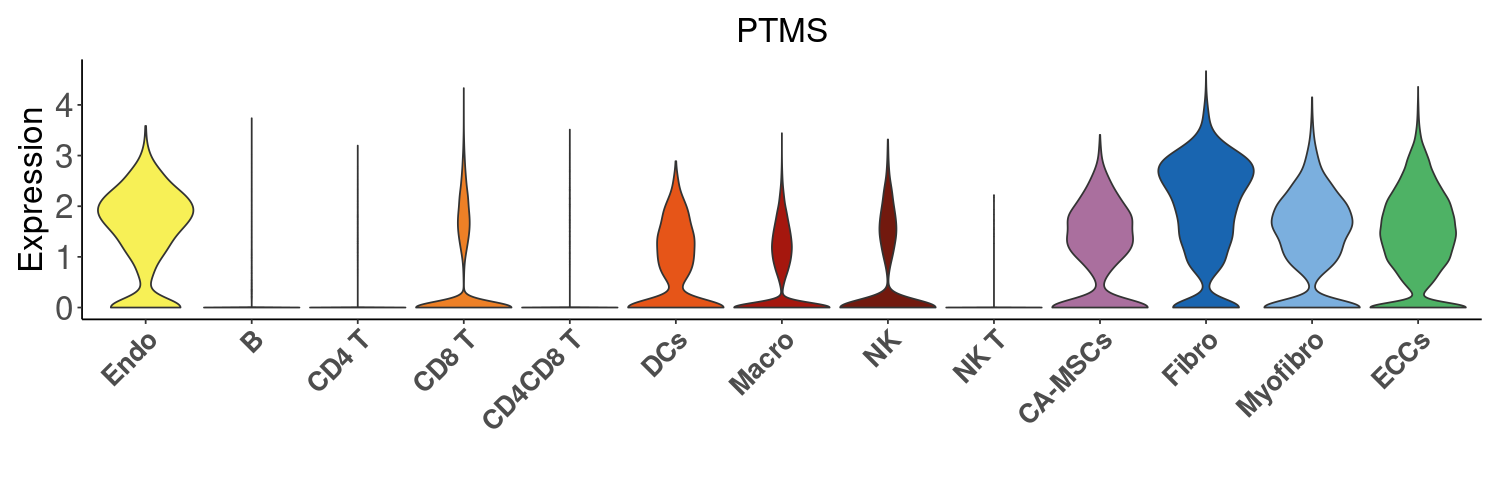 PTMS
Expression
4
3
2
1
0
Endo
B
CD4 T
CD8 T
CD4CD8 T
DCs
Macro
NK
NK T
CA-MSCs
Fibro
Myofibro
ECCs